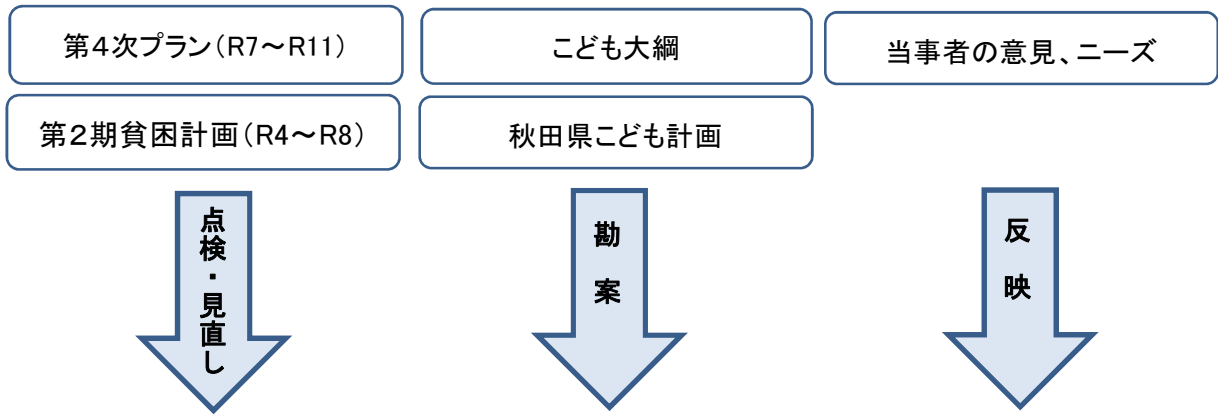 第4次プラン(R7～R11)
こども大綱
当事者の意見、ニーズ
第2期貧困計画(R4～R8)
秋田県こども計画
点検・見直し
勘案
反映